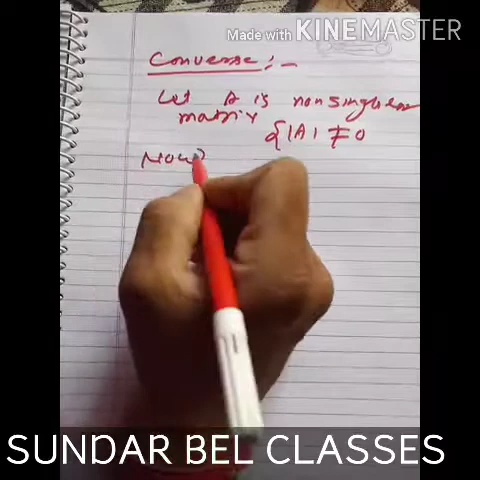 Made with KINEMASTER
Converse :-
Let A is nonsingular
matrix
{|A| ≠ 0
Now
SUNDAR BEL CLASSES